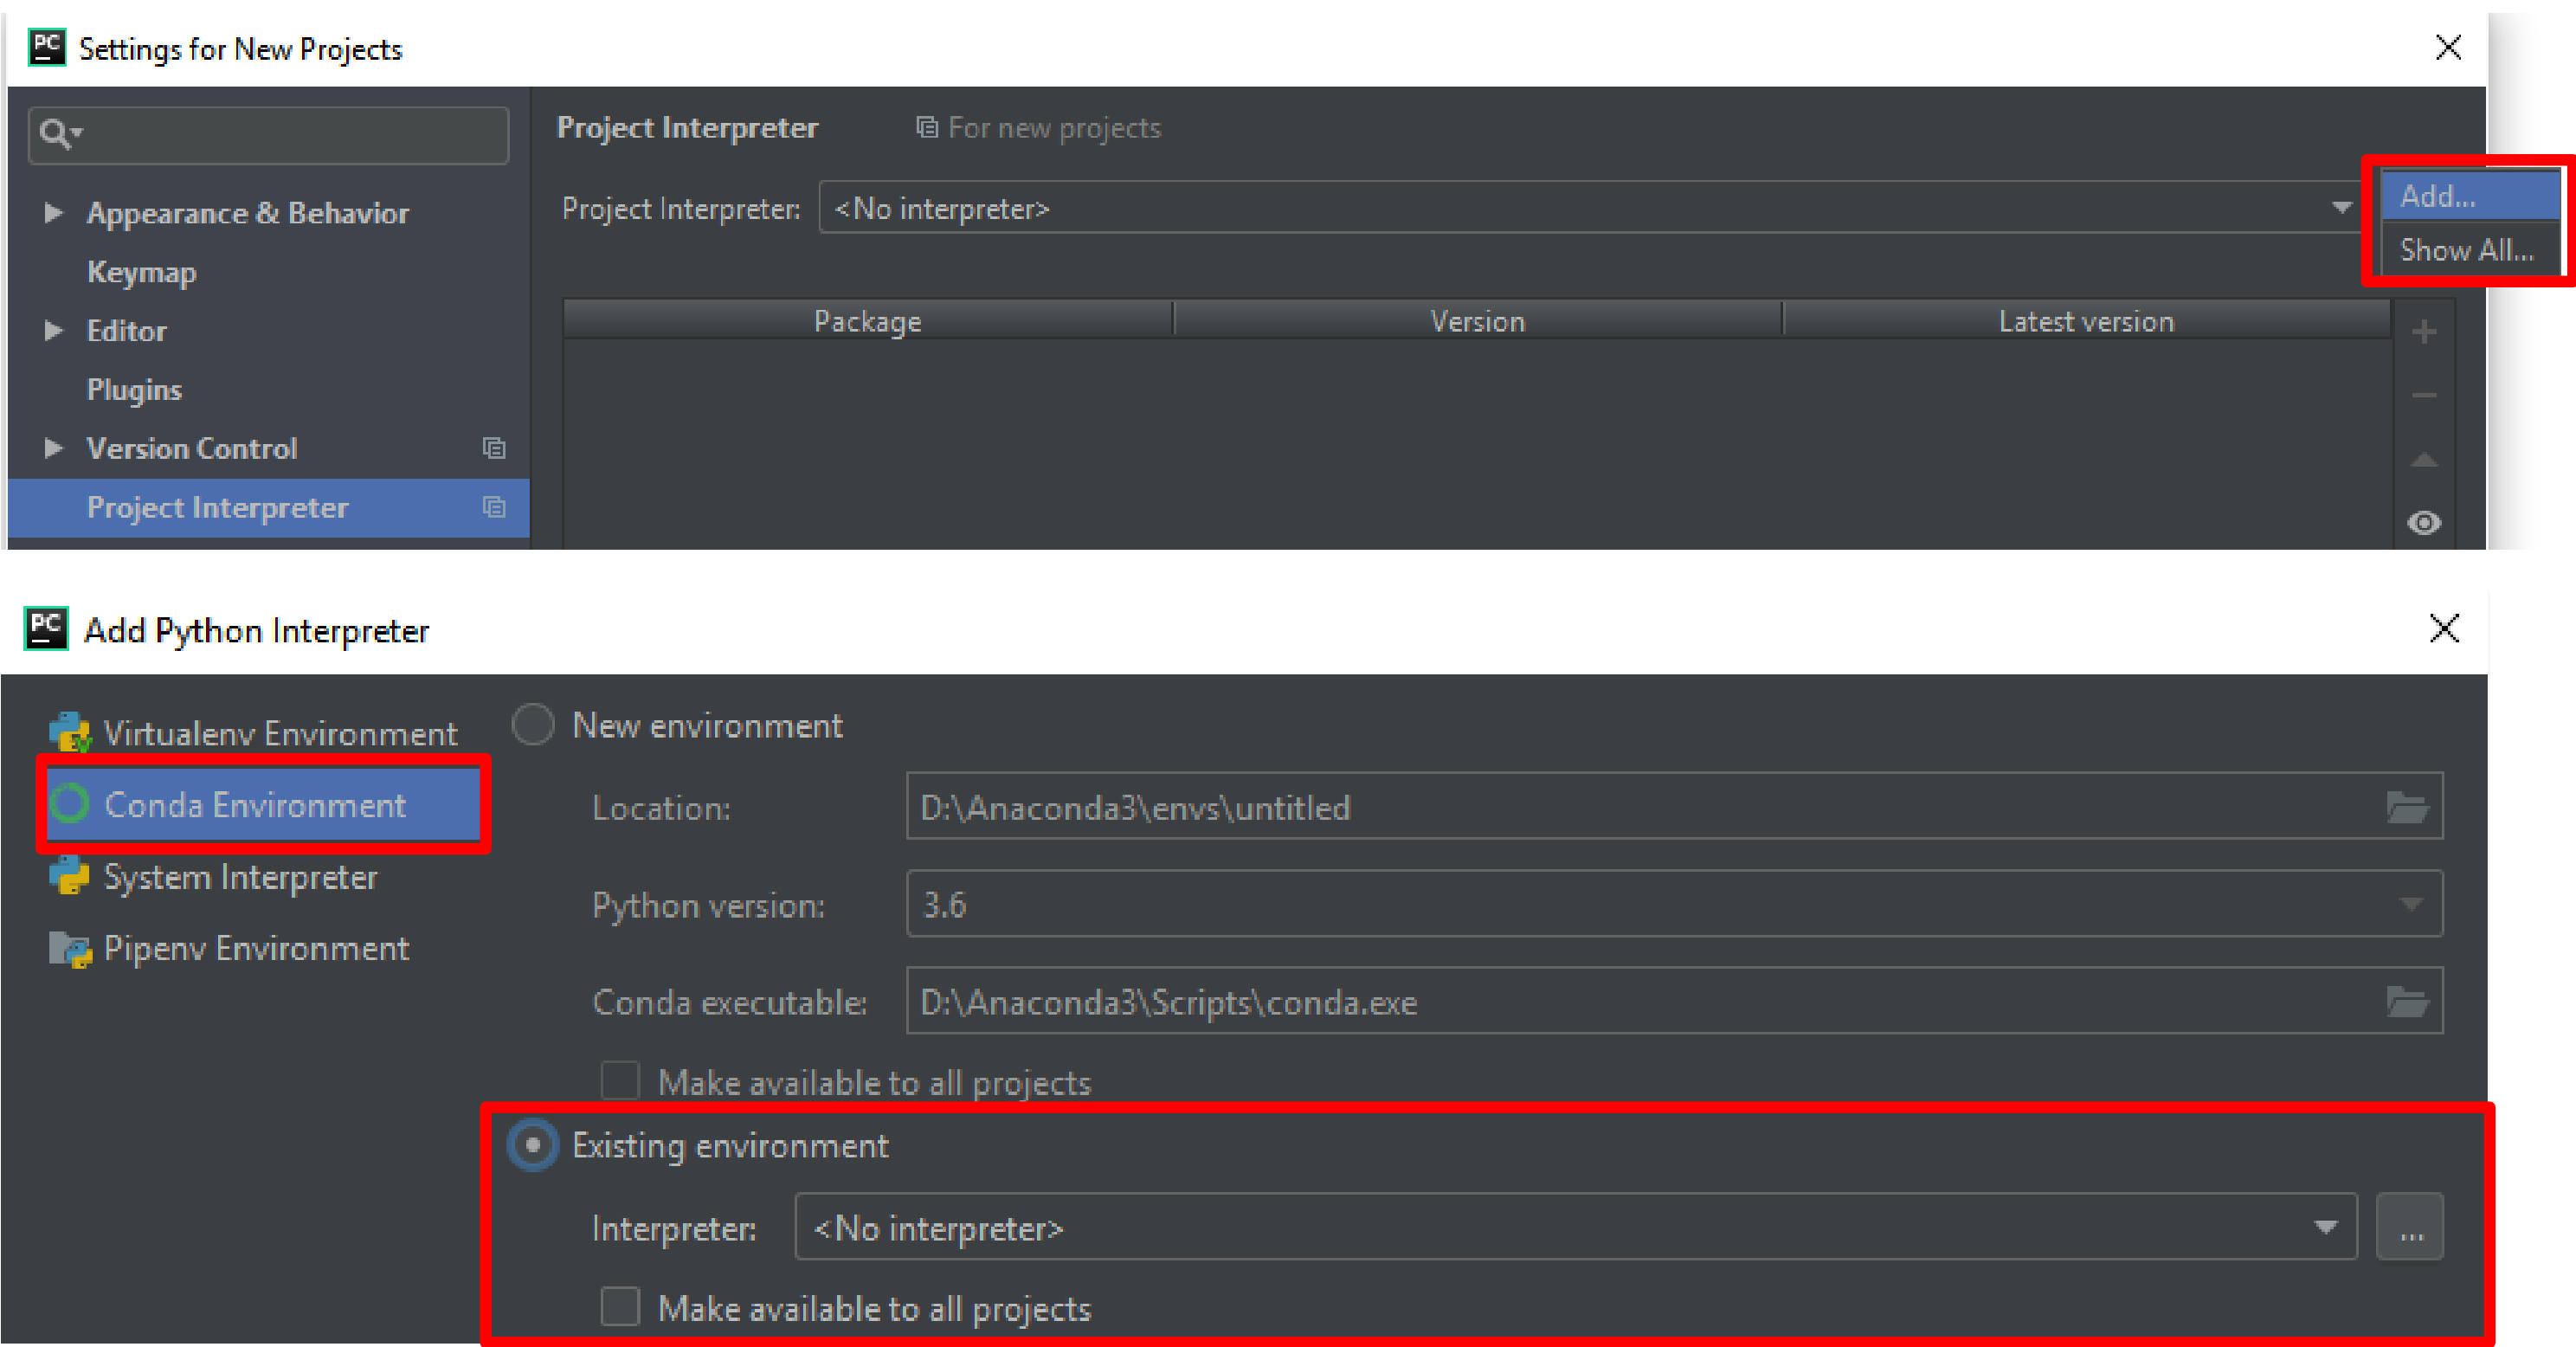 PC Settings for New Projects
Project Interpreter For new projects
Appearance & Behavior
Keymap
Editor
Plugins
Version Control
Project Interpreter
Project Interpreter: <No interpreter>
Add...
Show All...
Package Version Latest version
PC Add Python Interpreter
Virtualenv Environment
Conda Environment
System Interpreter
Pipenv Environment
New environment
Location: D:\Anaconda3\envs\untitled
Python version: 3.6
Conda executable: D:\Anaconda3\Scripts\conda.exe
Make available to all projects
Existing environment
Interpreter: <No interpreter> ...
Make available to all projects